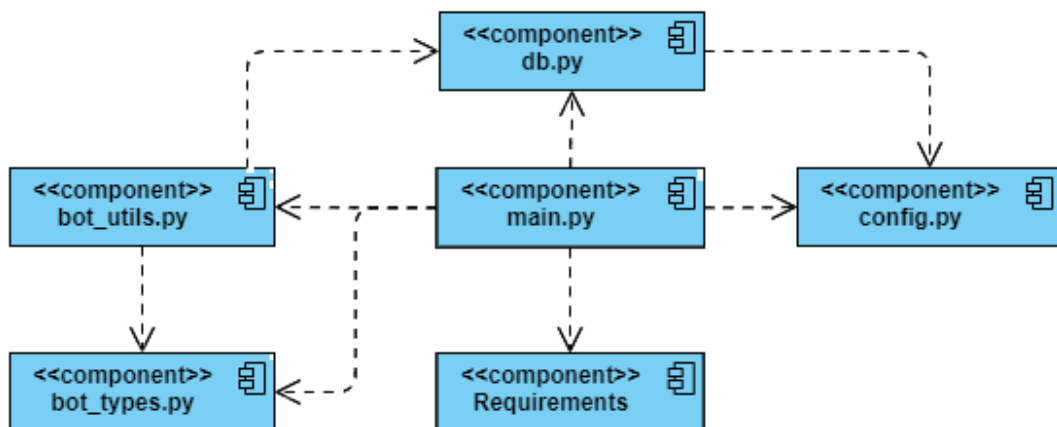 <<component>>
db.py
<<component>>
bot_utils.py
<<component>>
main.py
<<component>>
config.py
<<component>>
bot_types.py
<<component>>
Requirements